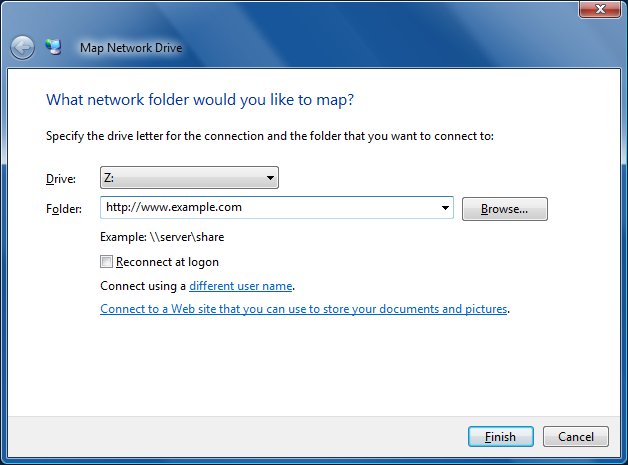 Map Network Drive
What network folder would you like to map?
Specify the drive letter for the connection and the folder that you want to connect to:
Drive: Z:
Folder: http://www.example.com Browse...
Example: \\server\share
Reconnect at logon
Connect using a different user name.
Connect to a Web site that you can use to store your documents and pictures.
Finish Cancel